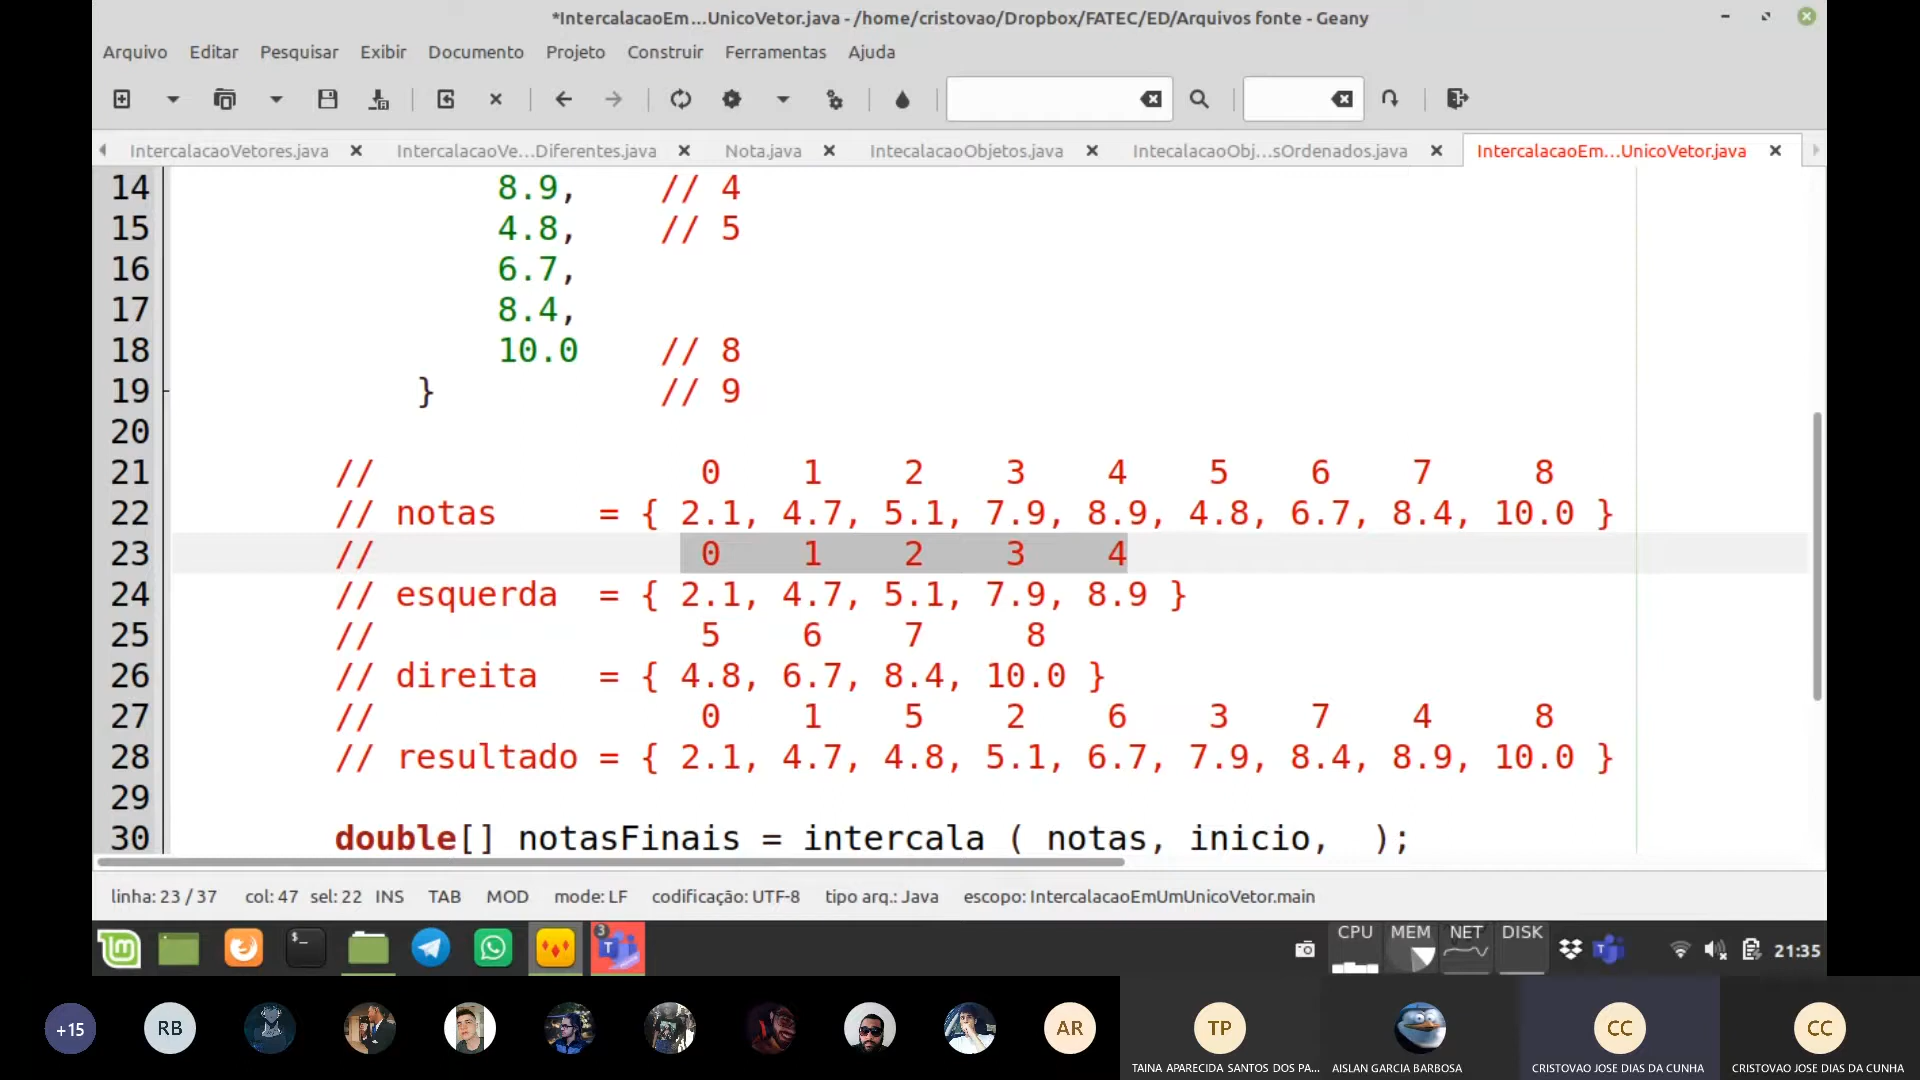 *IntercalacaoEm...UnicoVetor.java - /home/cristovao/Dropbox/FATEC/ED/Arquivos fonte - Geany
Arquivo Editar Pesquisar Exibir Documento Projeto Construir Ferramentas Ajuda
IntercalacaoVetores.java IntercalacaoVe...Diferentes.java Nota.java IntecalacaoObjetos.java IntecalacaoObj...sOrdenados.java IntercalacaoEm...UnicoVetor.java
14 8.9, // 4
15 4.8, // 5
16 6.7,
17 8.4,
18 10.0 // 8
19 } // 9
20
21 // 0 1 2 3 4 5 6 7 8
22 // notas = { 2.1, 4.7, 5.1, 7.9, 8.9, 4.8, 6.7, 8.4, 10.0 }
23 // 0 1 2 3 4
24 // esquerda = { 2.1, 4.7, 5.1, 7.9, 8.9 }
25 // 5 6 7 8
26 // direita = { 4.8, 6.7, 8.4, 10.0 }
27 // 0 1 5 2 6 3 7 4 8
28 // resultado = { 2.1, 4.7, 4.8, 5.1, 6.7, 7.9, 8.4, 8.9, 10.0 }
29
30 double[] notasFinais = intercala ( notas, inicio, );
linha: 23 / 37 col: 47 sel: 22 INS TAB MOD mode: LF codificação: UTF-8 tipo arq.: Java escopo: IntercalacaoEmUmUnicoVetor.main
3
CPU MEM NET DISK 21:35
+15 RB AR TP CC CC
TAINA APARECIDA SANTOS DOS PA... AISLAN GARCIA BARBOSA CRISTOVAO JOSE DIAS DA CUNHA CRISTOVAO JOSE DIAS DA CUNHA